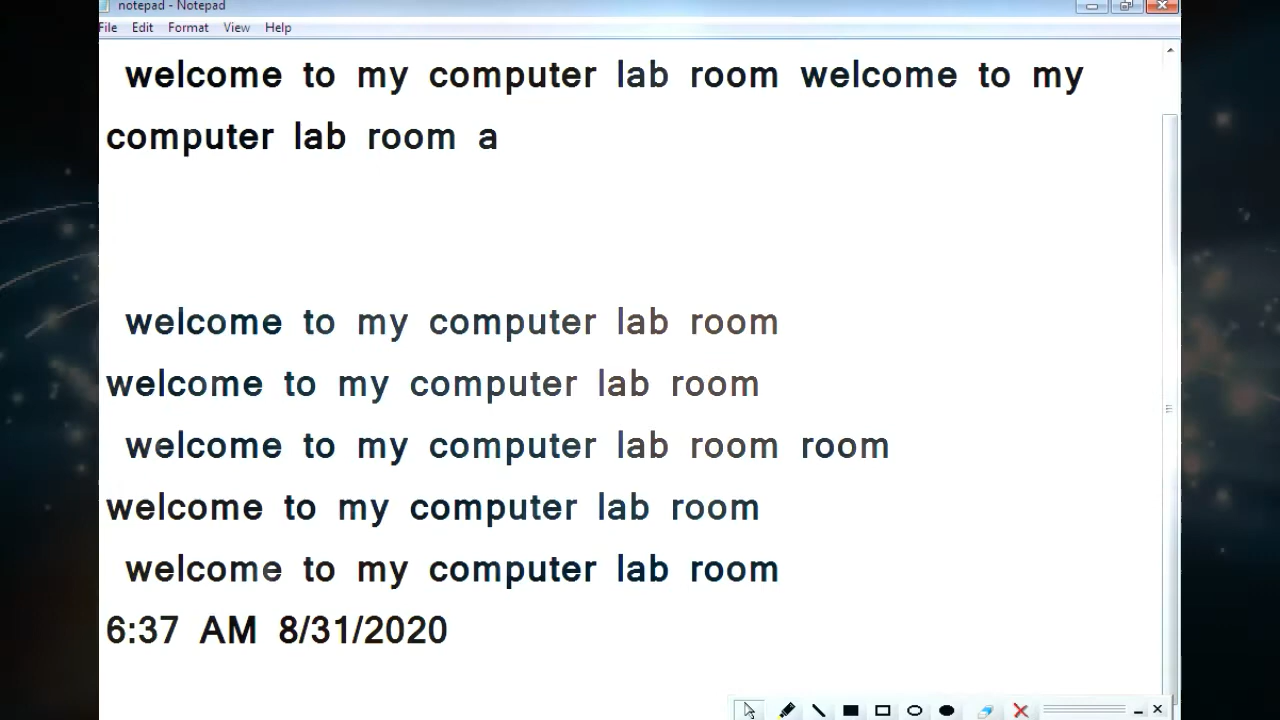 notepad - Notepad
File Edit Format View Help
welcome to my computer lab room welcome to my
computer lab room a
welcome to my computer lab room
welcome to my computer lab room
welcome to my computer lab room room
welcome to my computer lab room
welcome to my computer lab room
6:37 AM 8/31/2020